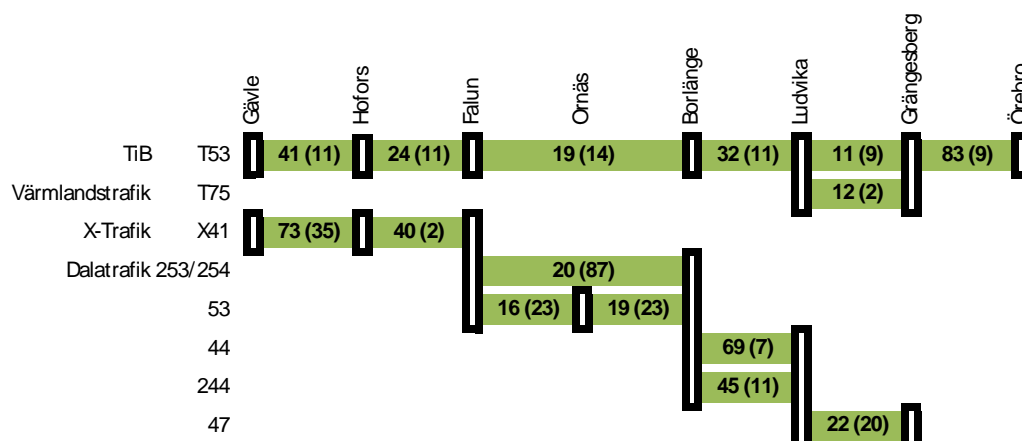 Gävle Hofors Falun Ornäs Borlänge Ludvika Grängesberg Örebro
TiB T53 41 (11) 24 (11) 19 (14) 32 (11) 11 (9) 83 (9)
Värmlandstrafik T75 12 (2)
X-Trafik X41 73 (35) 40 (2)
Dalatrafik 253/254 20 (87)
53 16 (23) 19 (23)
44 69 (7)
244 45 (11)
47 22 (20)